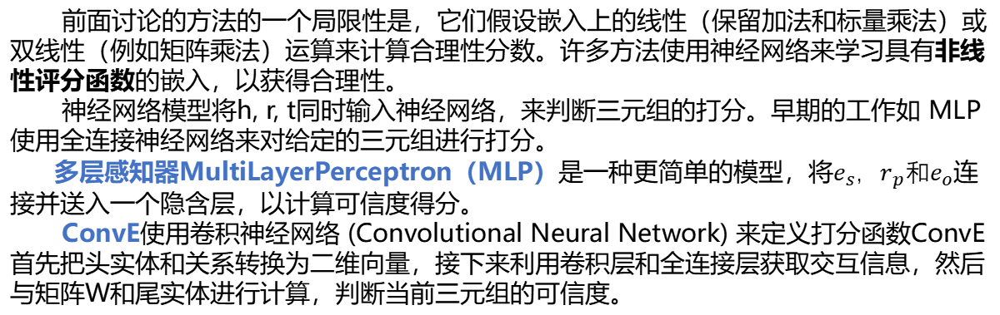 前面讨论的方法的一个局限性是，它们假设嵌入上的线性（保留加法和标量乘法）或
双线性（例如矩阵乘法）运算来计算合理性分数。许多方法使用神经网络来学习具有非线
性评分函数的嵌入，以获得合理性。
神经网络模型将h, r, t同时输入神经网络，来判断三元组的打分。早期的工作如 MLP
使用全连接神经网络来对给定的三元组进行打分。
多层感知器MultiLayerPerceptron（MLP）是一种更简单的模型，将e_s，r_p和e_o连
接并送入一个隐含层，以计算可信度得分。
ConvE使用卷积神经网络 (Convolutional Neural Network) 来定义打分函数ConvE
首先把头实体和关系转换为二维向量，接下来利用卷积层和全连接层获取交互信息，然后
与矩阵W和尾实体进行计算，判断当前三元组的可信度。